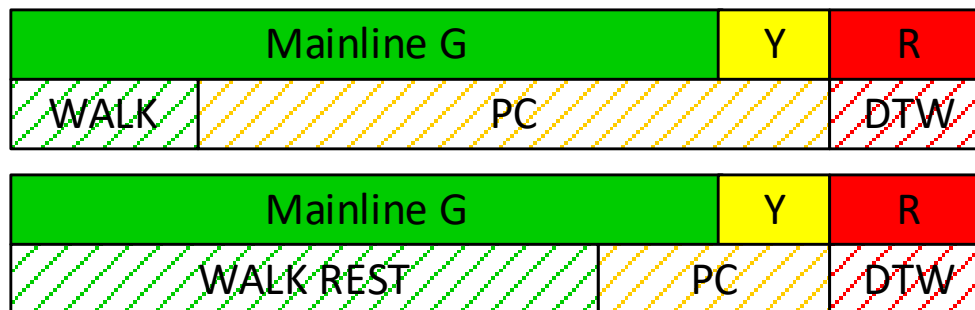 Mainline G Y R
WALK PC DTW
Mainline G Y R
WALK REST PC DTW